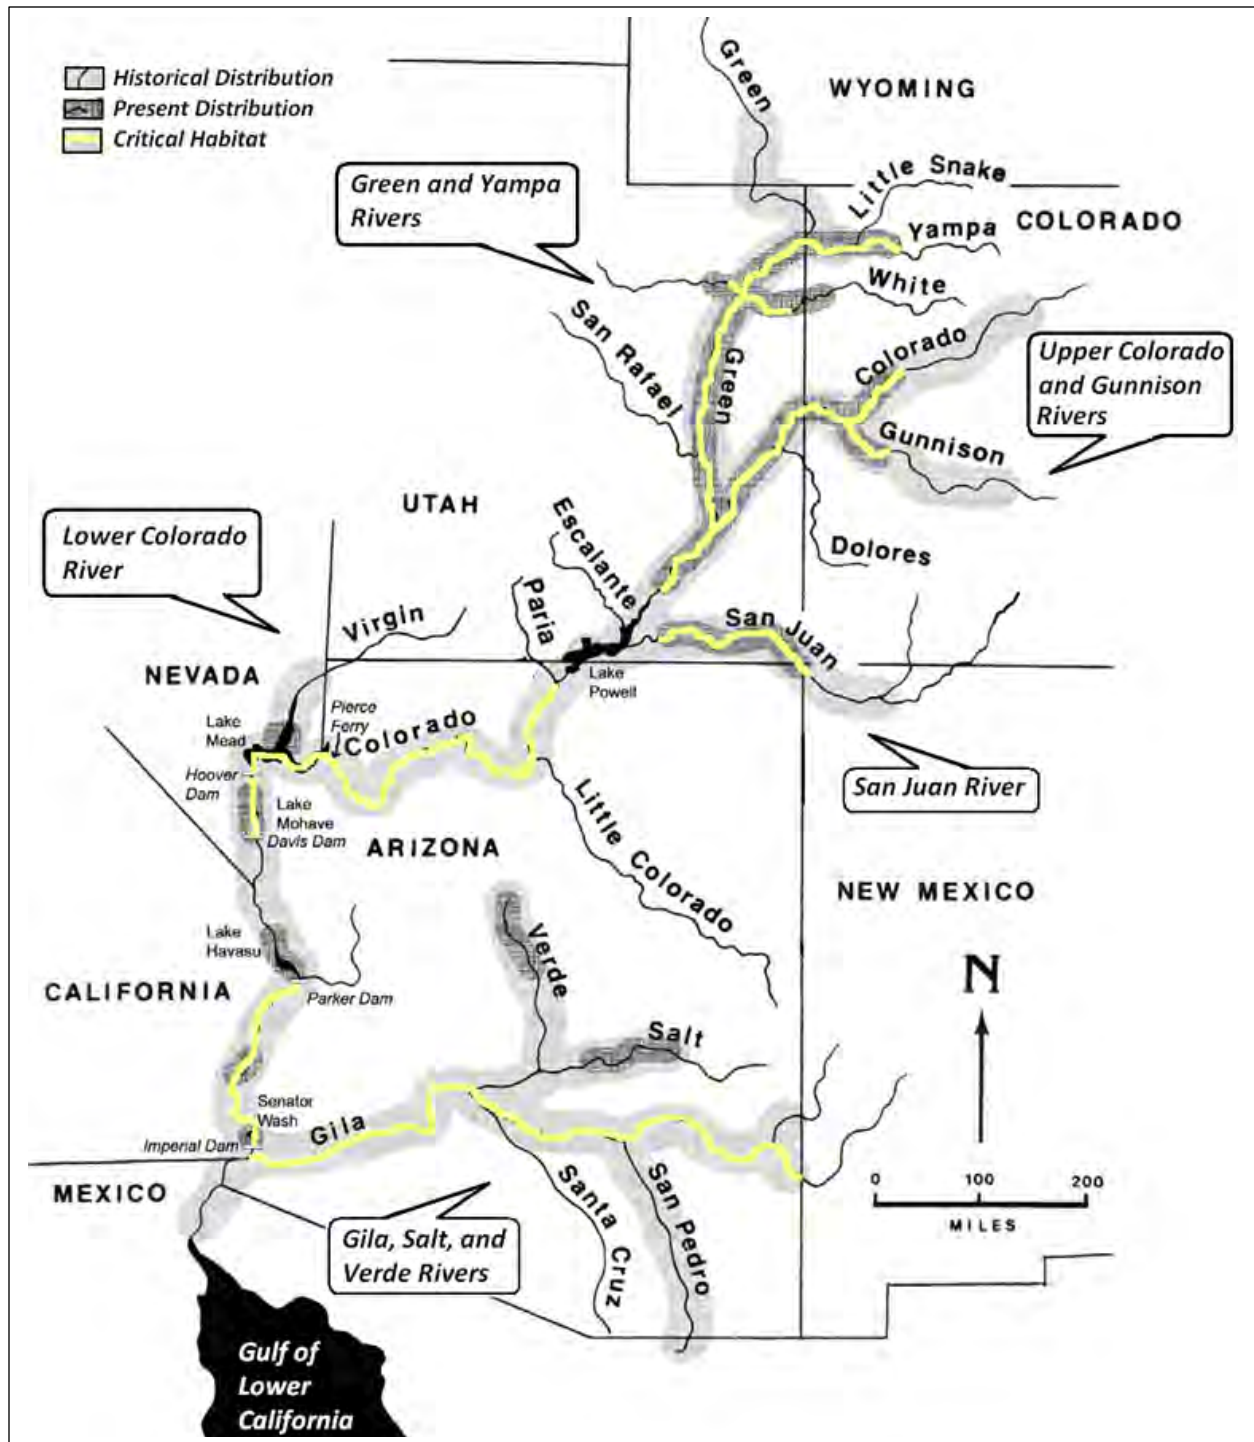 Historical Distribution
Present Distribution
Critical Habitat
Green
WYOMING
Little Snake
Green and Yampa
Rivers
Yampa
COLORADO
White
San Rafael
Green
Colorado
Upper Colorado
and Gunnison
Rivers
Gunnison
UTAH
Escalante
Dolores
Lower Colorado
River
Paria
Virgin
San Juan
NEVADA
Lake
Powell
Pierce
Ferry
Lake
Mead
Colorado
Hoover
Dam
San Juan River
Lake
Mohave
Davis Dam
ARIZONA
Little Colorado
NEW MEXICO
Lake
Havasu
Verde
N
CALIFORNIA
Parker Dam
Salt
Senator
Wash
Gila
Imperial Dam
MEXICO
Santa Cruz
San Pedro
0 100 200
MILES
Gila, Salt, and
Verde Rivers
Gulf of
Lower
California